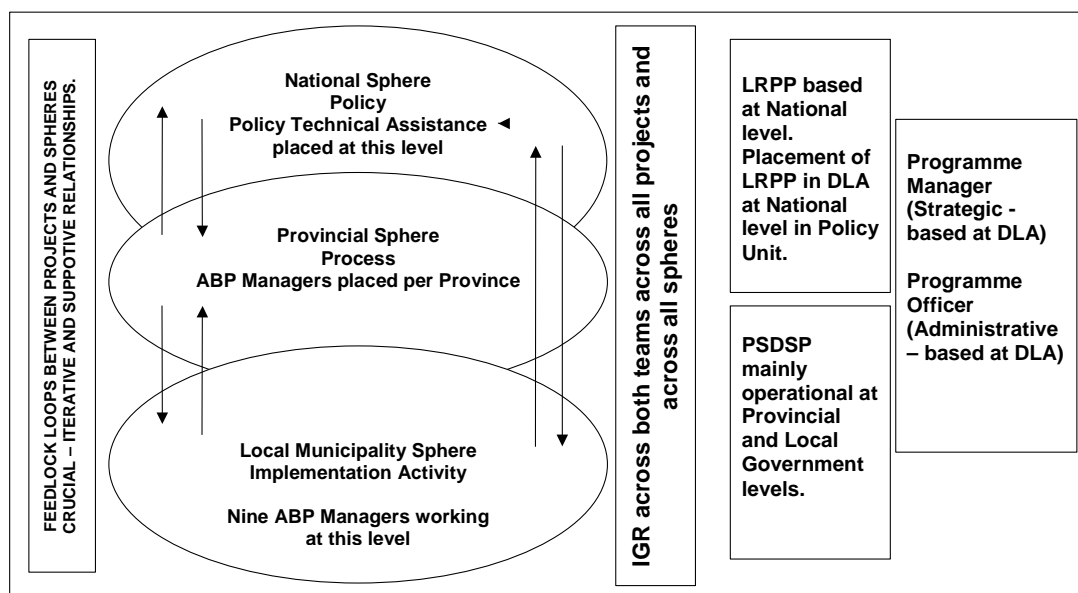 FEEDLOCK LOOPS BETWEEN PROJECTS AND SPHERES
CRUCIAL – ITERATIVE AND SUPPOTIVE RELATIONSHIPS.
National Sphere
Policy
Policy Technical Assistance
placed at this level
Provincial Sphere
Process
ABP Managers placed per Province
Local Municipality Sphere
Implementation Activity
Nine ABP Managers working
at this level
IGR across both teams across all projects and
across all spheres
LRPP based
at National
level.
Placement of
LRPP in DLA
at National
level in Policy
Unit.
PSDSP
mainly
operational at
Provincial
and Local
Government
levels.
Programme
Manager
(Strategic -
based at DLA)
Programme
Officer
(Administrative
– based at DLA)